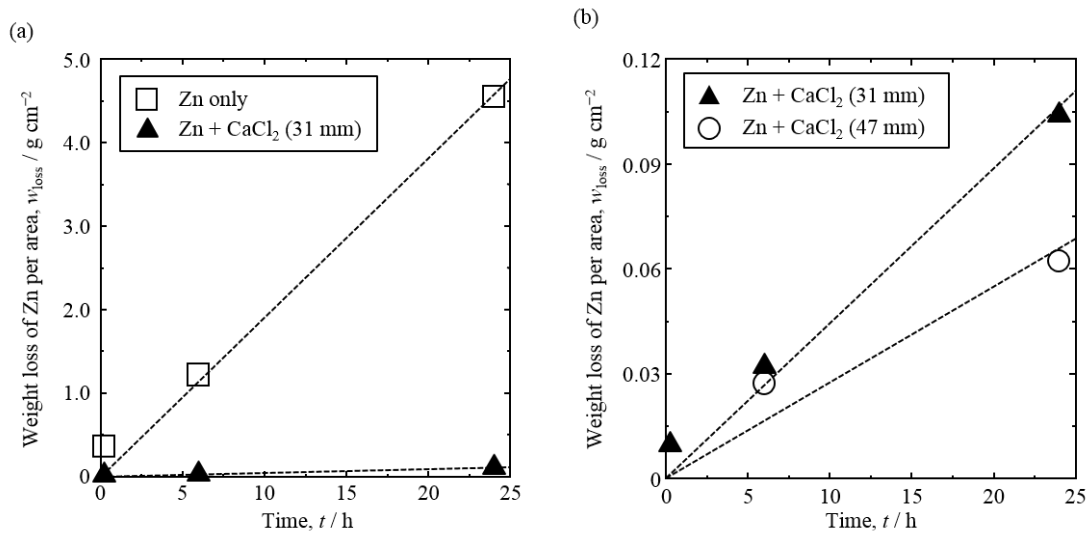 (a)
5.0
4.0
3.0
2.0
1.0
0
0 5 10 15 20 25
Weight loss of Zn per area, w_loss / g cm⁻²
Time, t / h
Zn only
Zn + CaCl₂ (31 mm)
(b)
0.12
0.09
0.06
0.03
0
0 5 10 15 20 25
Weight loss of Zn per area, w_loss / g cm⁻²
Time, t / h
Zn + CaCl₂ (31 mm)
Zn + CaCl₂ (47 mm)